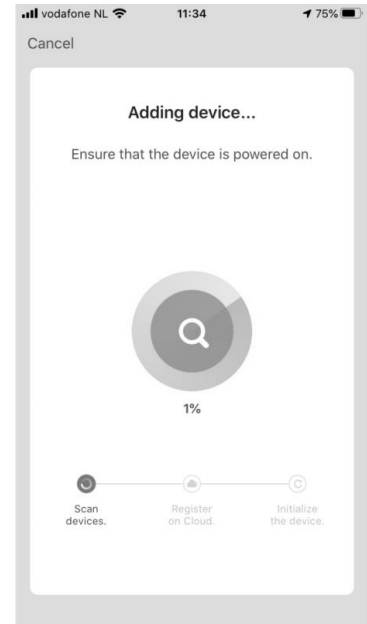 vodafone NL 11:34 75%
Cancel
Adding device...
Ensure that the device is powered on.
1%
Scan devices.
Register on Cloud.
Initialize the device.